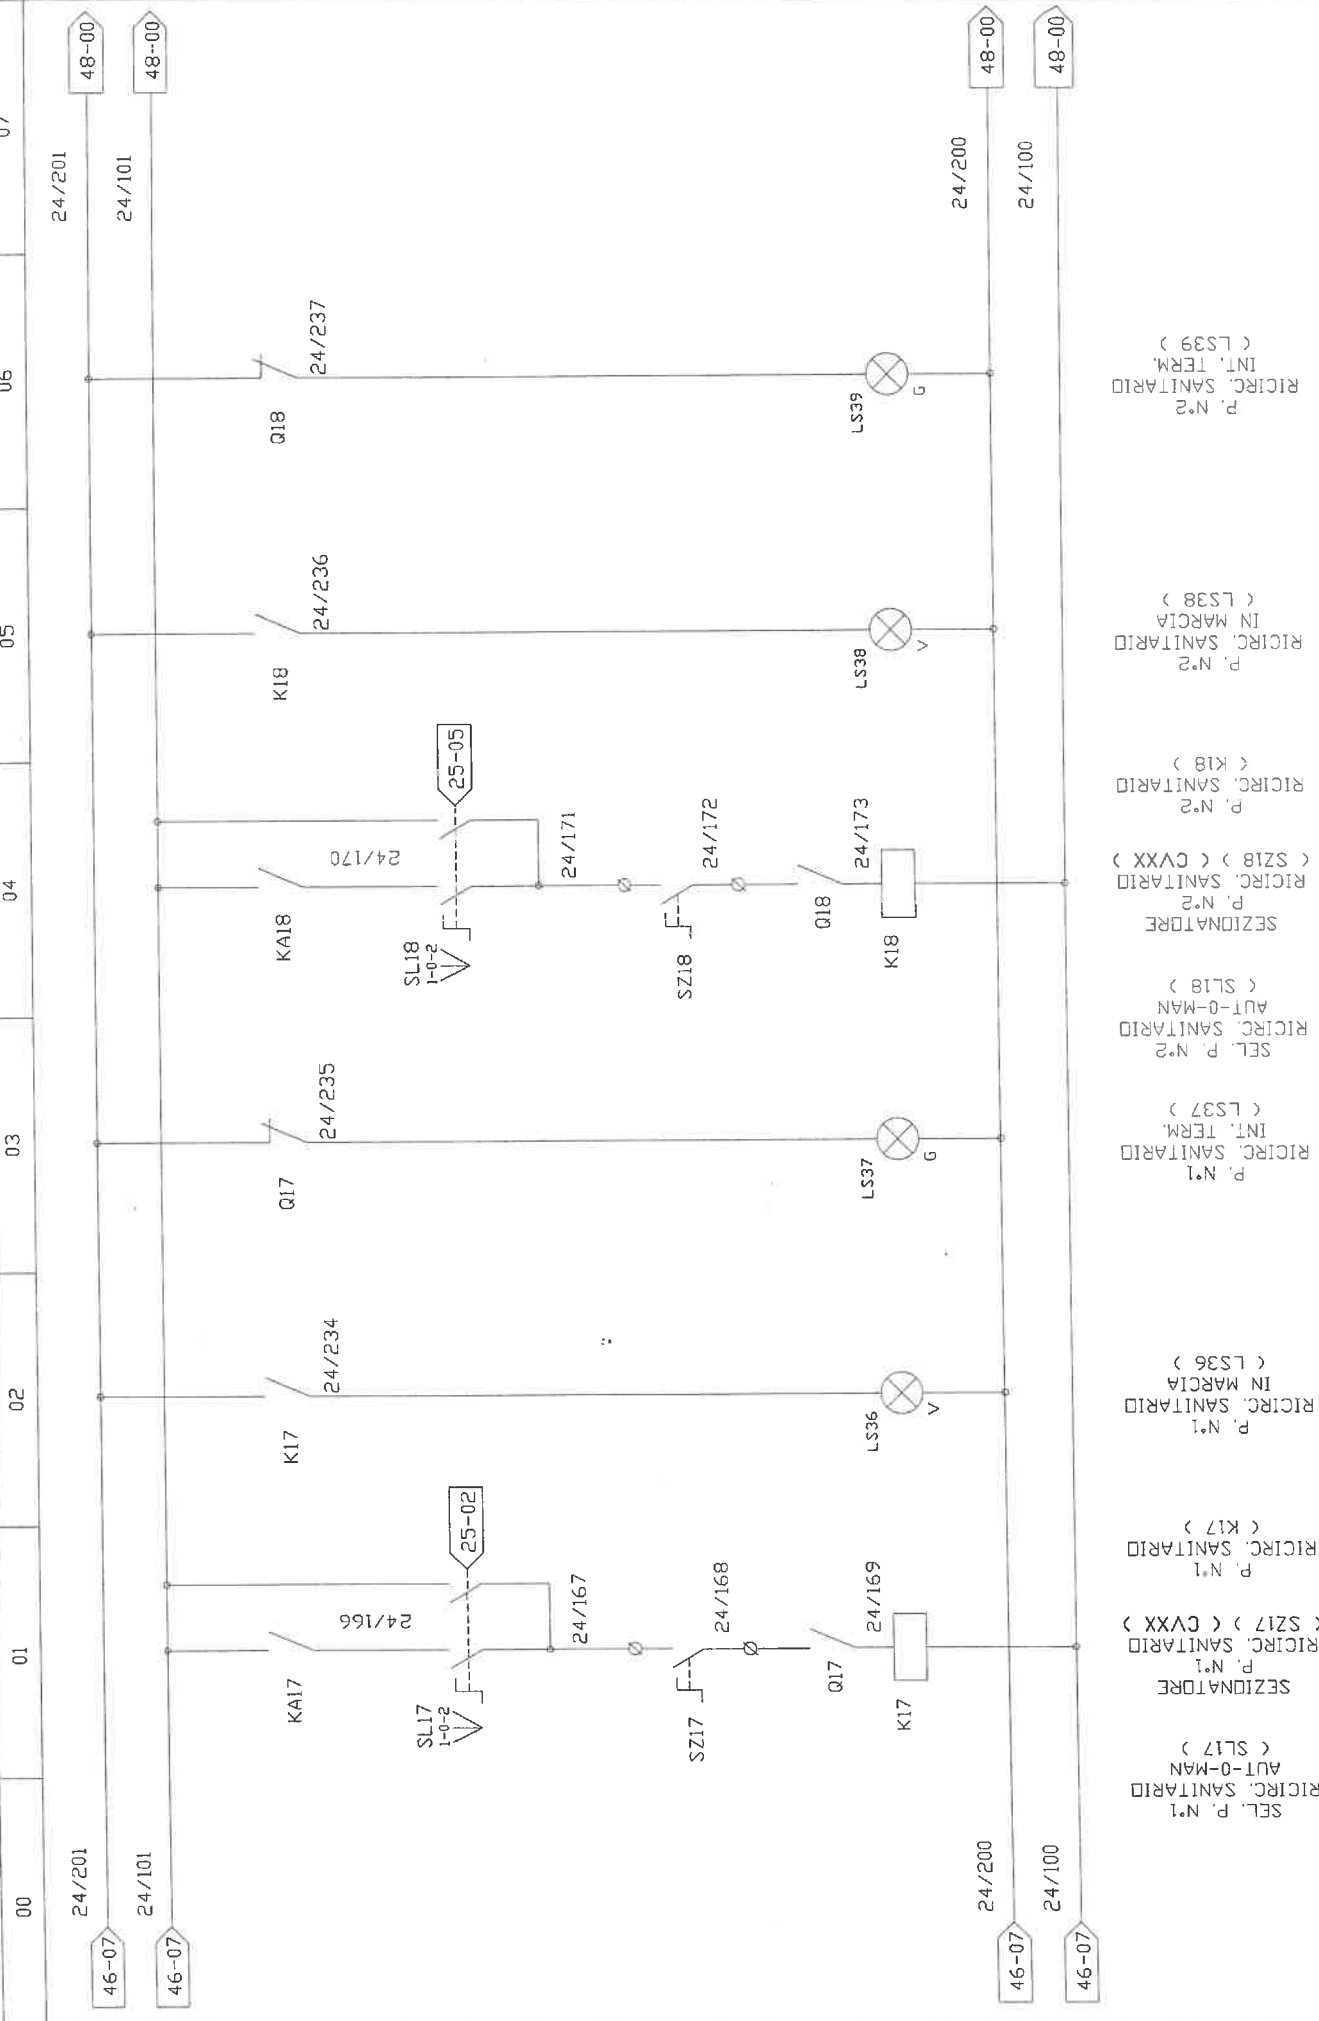 00
01
02
03
04
05
06
07
46-07
24/201
24/201
48-00
46-07
24/101
24/101
48-00
KA17
24/166
SL17
1-0-2
25-02
24/167
SZ17
24/168
Q17
24/169
K17
K17
24/234
LS36
V
Q17
24/235
LS37
G
KA18
24/170
SL18
1-0-2
25-05
24/171
SZ18
24/172
Q18
24/173
K18
K18
24/236
LS38
V
Q18
24/237
LS39
G
46-07
24/200
24/200
48-00
46-07
24/100
24/100
48-00
SEL. P. N°1
RICIRC. SANITARIO
AUT-0-MAN
( SL17 )
SEZIONATORE
P. N°1
RICIRC. SANITARIO
( SZ17 ) ( CVXX )
P. N°1
RICIRC. SANITARIO
( K17 )
P. N°1
RICIRC. SANITARIO
IN MARCIA
( LS36 )
P. N°1
RICIRC. SANITARIO
INT. TERM.
( LS37 )
SEL. P. N°2
RICIRC. SANITARIO
AUT-0-MAN
( SL18 )
SEZIONATORE
P. N°2
RICIRC. SANITARIO
( SZ18 ) ( CVXX )
P. N°2
RICIRC. SANITARIO
( K18 )
P. N°2
RICIRC. SANITARIO
IN MARCIA
( LS38 )
P. N°2
RICIRC. SANITARIO
INT. TERM.
( LS39 )